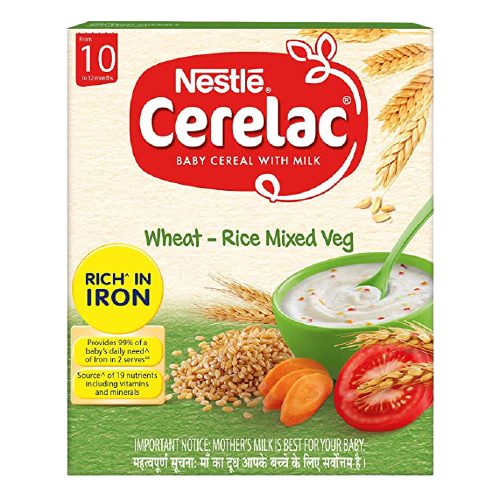 From
10
to 12 months
Nestlé®
Cerelac®
BABY CEREAL WITH MILK
Wheat - Rice Mixed Veg
RICH^ IN
IRON
Provides 99% of a
baby's daily need^
of Iron in 2 serves**
Source^ of 19 nutrients
including vitamins
and minerals
IMPORTANT NOTICE: MOTHER'S MILK IS BEST FOR YOUR BABY.
महत्वपूर्ण सूचना: माँ का दूध आपके बच्चे के लिए सर्वोत्तम है।